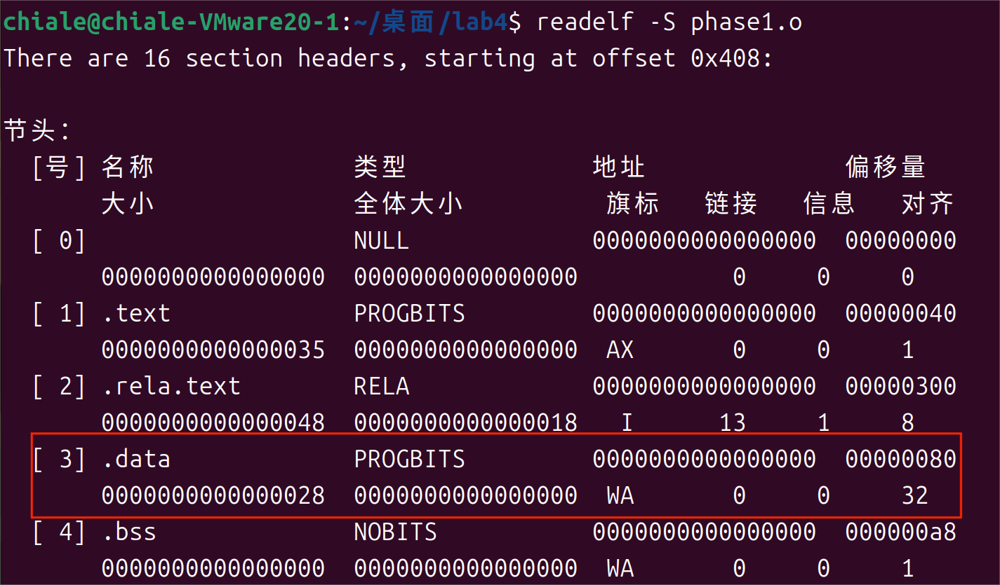 chiale@chiale-VMware20-1:~/桌面/lab4$ readelf -S phase1.o
There are 16 section headers, starting at offset 0x408:
节头：
[号] 名称 类型 地址 偏移量
大小 全体大小 旗标 链接 信息 对齐
[ 0] NULL 0000000000000000 00000000
0000000000000000 0000000000000000 0 0 0
[ 1] .text PROGBITS 0000000000000000 00000040
0000000000000035 0000000000000000 AX 0 0 1
[ 2] .rela.text RELA 0000000000000000 00000300
0000000000000048 0000000000000018 I 13 1 8
[ 3] .data PROGBITS 0000000000000000 00000080
0000000000000028 0000000000000000 WA 0 0 32
[ 4] .bss NOBITS 0000000000000000 000000a8
0000000000000000 0000000000000000 WA 0 0 1